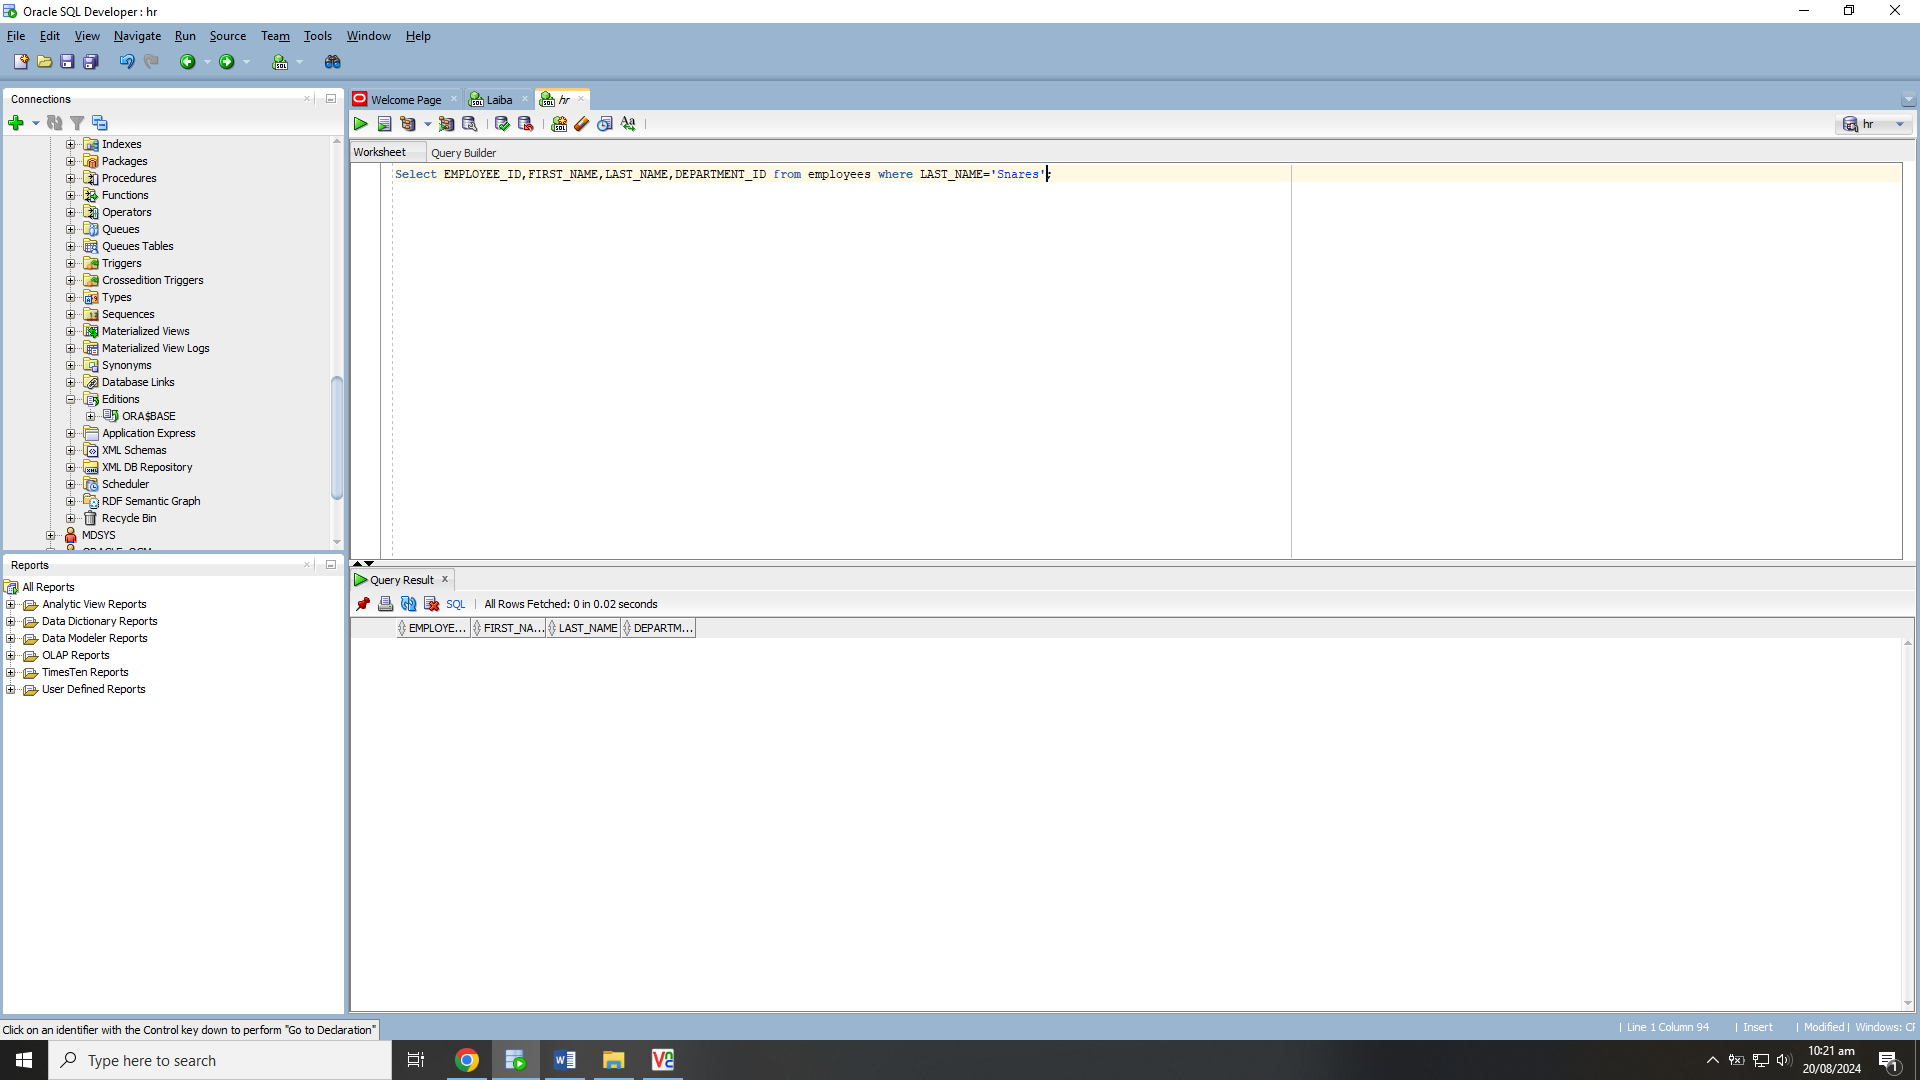 Oracle SQL Developer : hr
File Edit View Navigate Run Source Team Tools Window Help
Connections
Indexes
Packages
Procedures
Functions
Operators
Queues
Queues Tables
Triggers
Crossedition Triggers
Types
Sequences
Materialized Views
Materialized View Logs
Synonyms
Database Links
Editions
ORA$BASE
Application Express
XML Schemas
XML DB Repository
Scheduler
RDF Semantic Graph
Recycle Bin
MDSYS
Reports
All Reports
Analytic View Reports
Data Dictionary Reports
Data Modeler Reports
OLAP Reports
TimesTen Reports
User Defined Reports
Welcome Page Laiba hr
hr
Worksheet Query Builder
Select EMPLOYEE_ID,FIRST_NAME,LAST_NAME,DEPARTMENT_ID from employees where LAST_NAME='Snares';
Query Result
SQL | All Rows Fetched: 0 in 0.02 seconds
EMPLOYE... FIRST_NA... LAST_NAME DEPARTM...
Click on an identifier with the Control key down to perform "Go to Declaration"
| Line 1 Column 94 | Insert | Modified | Windows: CF
Type here to search
10:21 am
20/08/2024
1